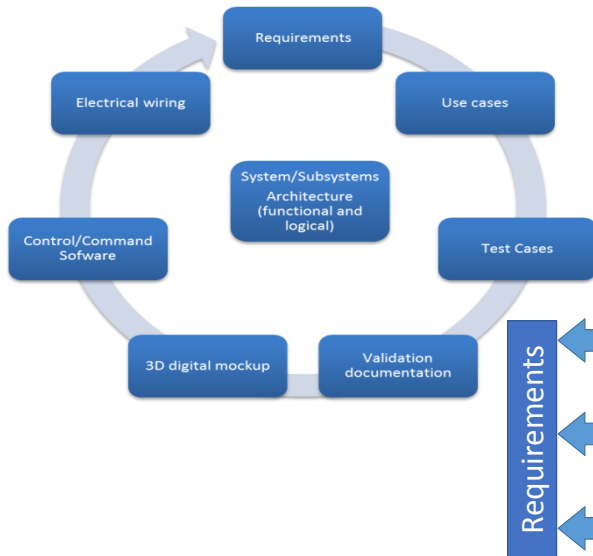 Requirements
Electrical wiring
Use cases
System/Subsystems
Architecture
(functional and
logical)
Control/Command
Sofware
Test Cases
3D digital mockup
Validation
documentation
Requirements